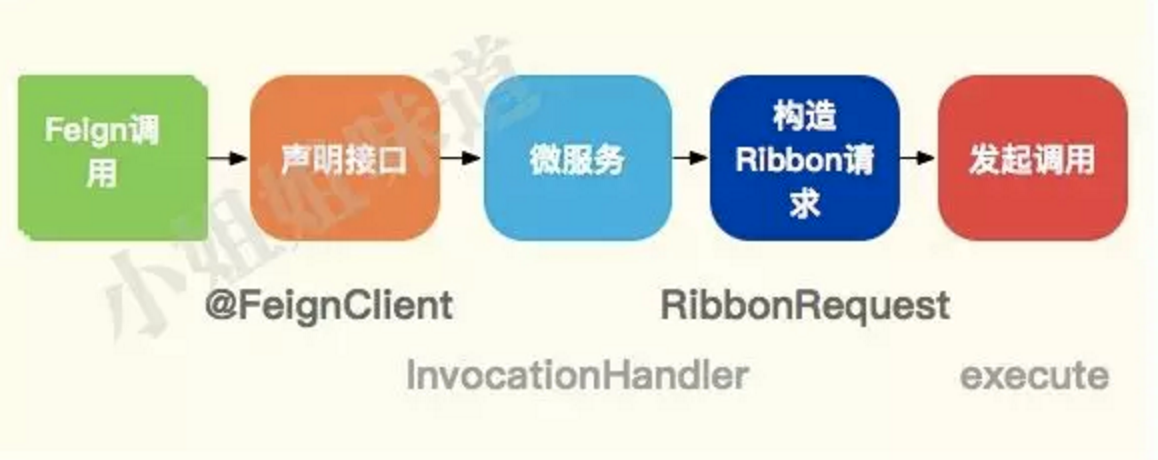 Feign调
用
声明接口
微服务
构造
Ribbon请
求
发起调用
@FeignClient
RibbonRequest
InvocationHandler
execute
小姐姐味道